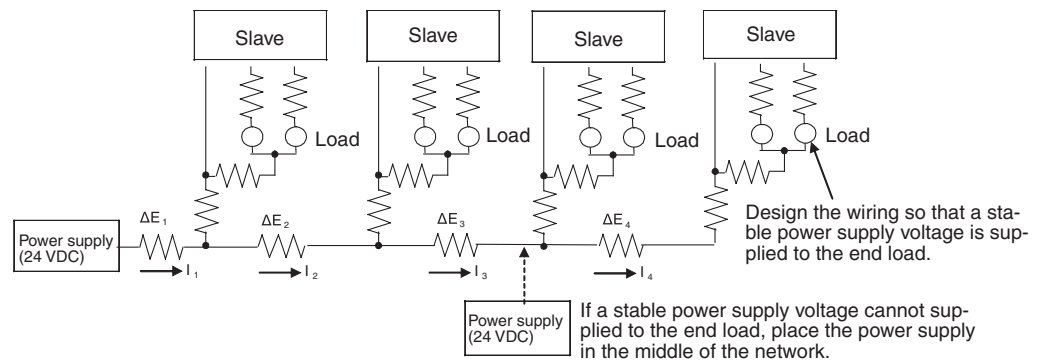 Slave Slave Slave Slave
Load Load Load Load
ΔE1 ΔE2 ΔE3 ΔE4
Power supply
(24 VDC)
I1 I2 I3 I4
Design the wiring so that a sta-
ble power supply voltage is sup-
plied to the end load.
Power supply
(24 VDC)
If a stable power supply voltage cannot sup-
plied to the end load, place the power supply
in the middle of the network.